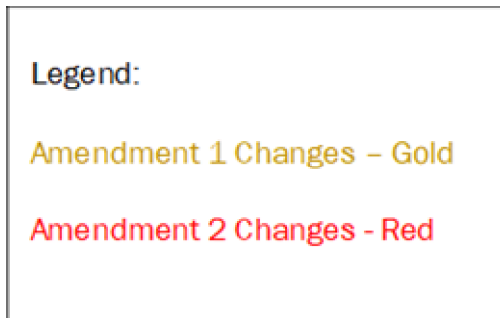 Legend:
Amendment 1 Changes – Gold
Amendment 2 Changes - Red